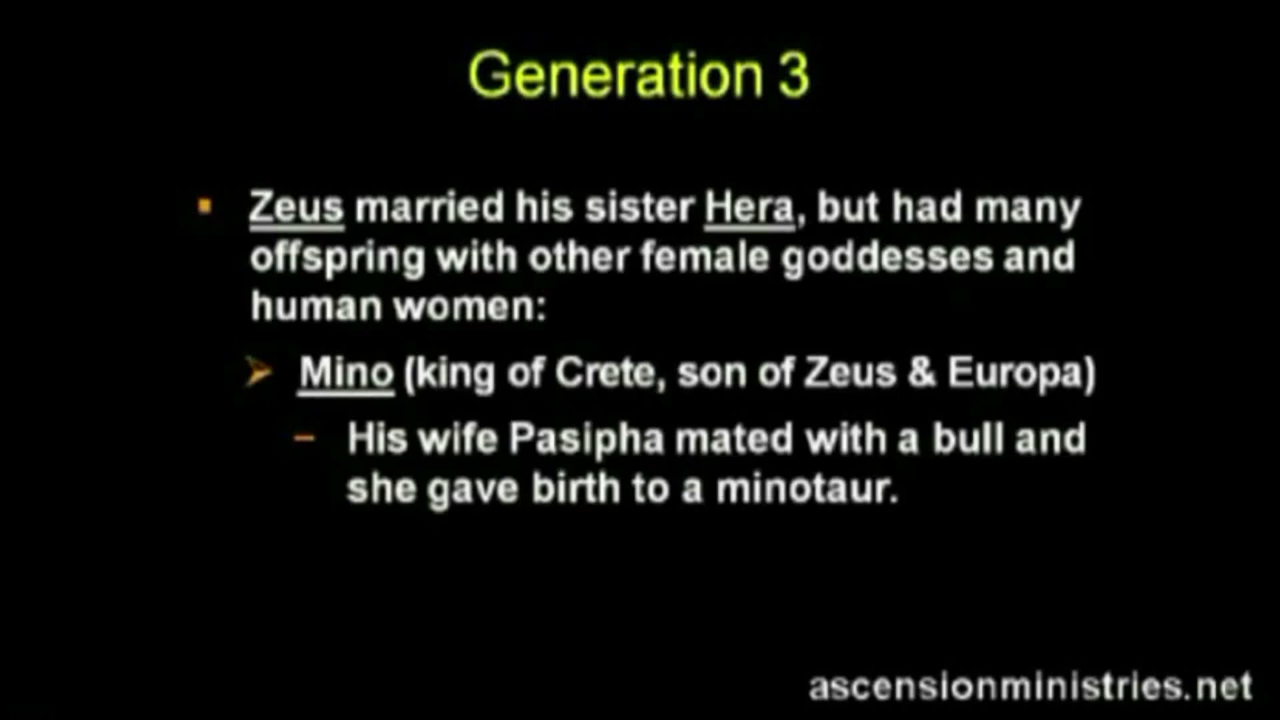 Generation 3
▪ Zeus married his sister Hera, but had many
offspring with other female goddesses and
human women:
➢ Mino (king of Crete, son of Zeus & Europa)
– His wife Pasipha mated with a bull and
she gave birth to a minotaur.
ascensionministries.net